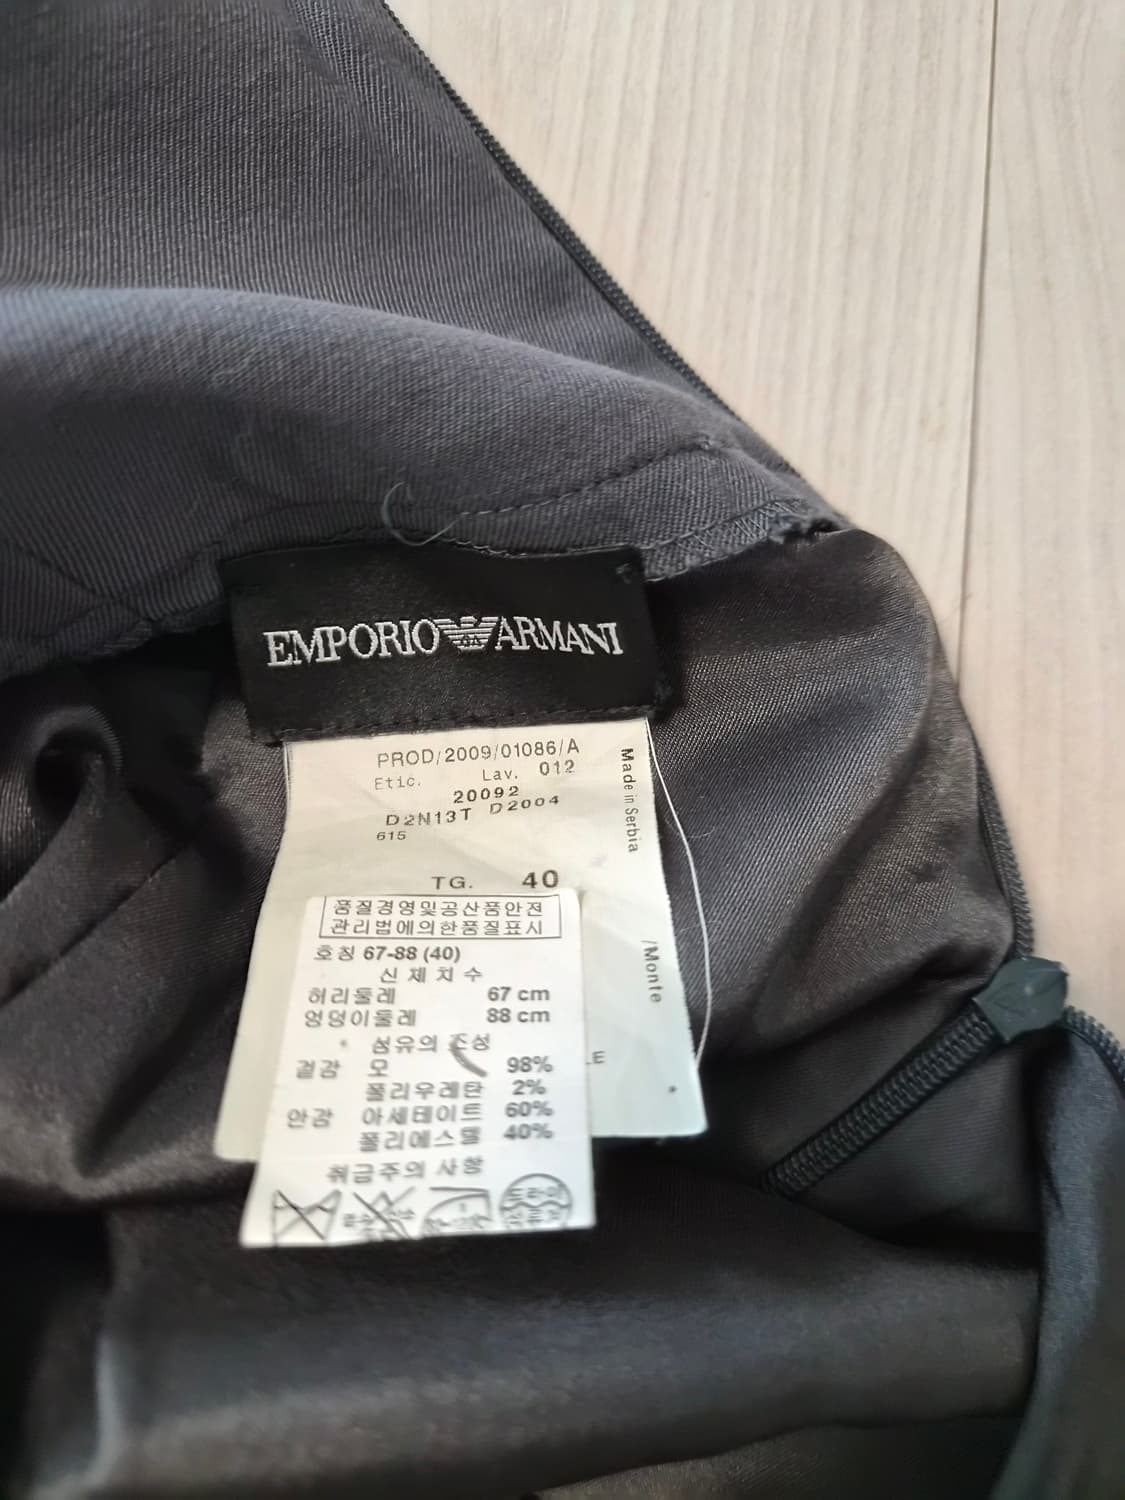 EMPORIO ARMANI
PROD/2009/01086/A
Etic. Lav. 012
20092
D2N13T D2004
615
Made in Serbia
TG. 40
품질경영및공산품안전
관리법에의한품질표시
호칭 67-88 (40)
신체치수
허리둘레 67 cm
엉덩이둘레 88 cm
섬유의 조성
겉감 모 98%
폴리우레탄 2%
안감 아세테이트 60%
폴리에스텔 40%
취급주의 사항
드라이
/Monte
LE